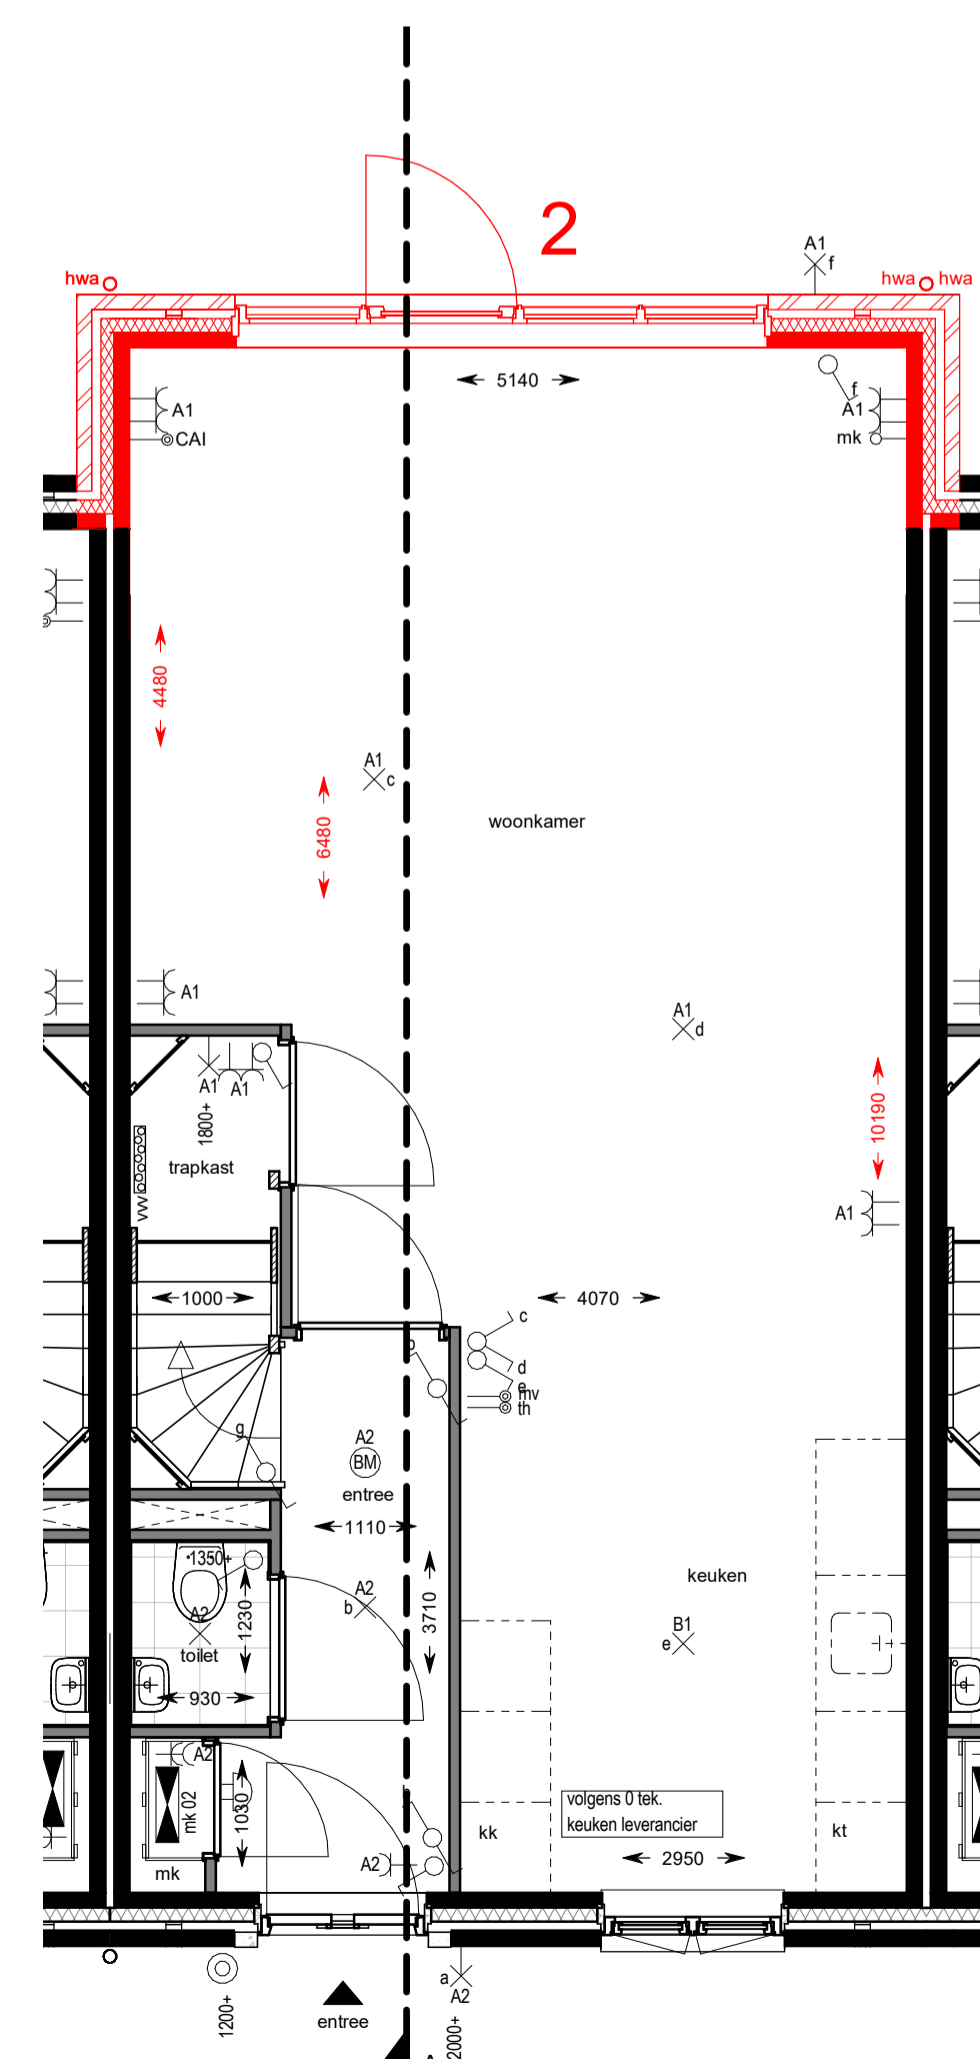 2
A1
f
hwa
hwa
hwa
5140
f
A1
A1
CAI
mk
4480
A1
c
6480
woonkamer
A1
A1
d
A1
A1
1800+
10190
trapkast
VW
A1
1000
4070
c
d
e
mv
th
g
A2
BM
entree
1110
1350+
keuken
1230
A2
b
3710
A2
B1
e
toilet
930
A2
mk 02
1030
volgens 0 tek.
keuken leverancier
kk
kt
A2
2950
mk
a
A2
1200+
entree
2000+